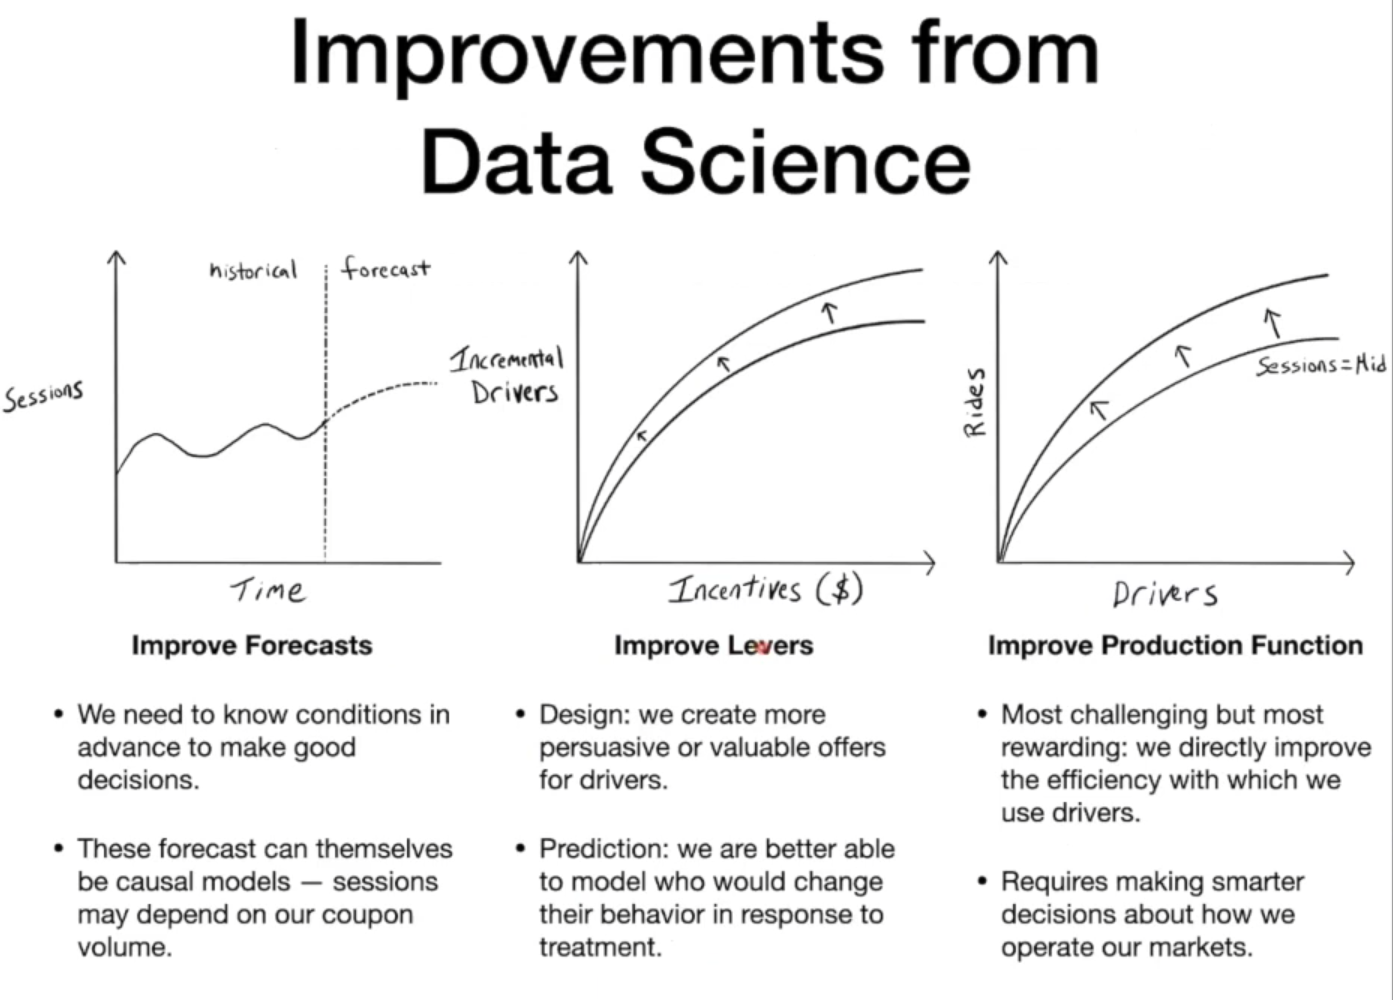 Improvements from
Data Science
Sessions
historical
forecast
Time
Incremental
Drivers
Incentives ($)
Rides
Sessions = Mid
Drivers
Improve Forecasts
• We need to know conditions in
advance to make good
decisions.
• These forecast can themselves
be causal models — sessions
may depend on our coupon
volume.
Improve Levers
• Design: we create more
persuasive or valuable offers
for drivers.
• Prediction: we are better able
to model who would change
their behavior in response to
treatment.
Improve Production Function
• Most challenging but most
rewarding: we directly improve
the efficiency with which we
use drivers.
• Requires making smarter
decisions about how we
operate our markets.